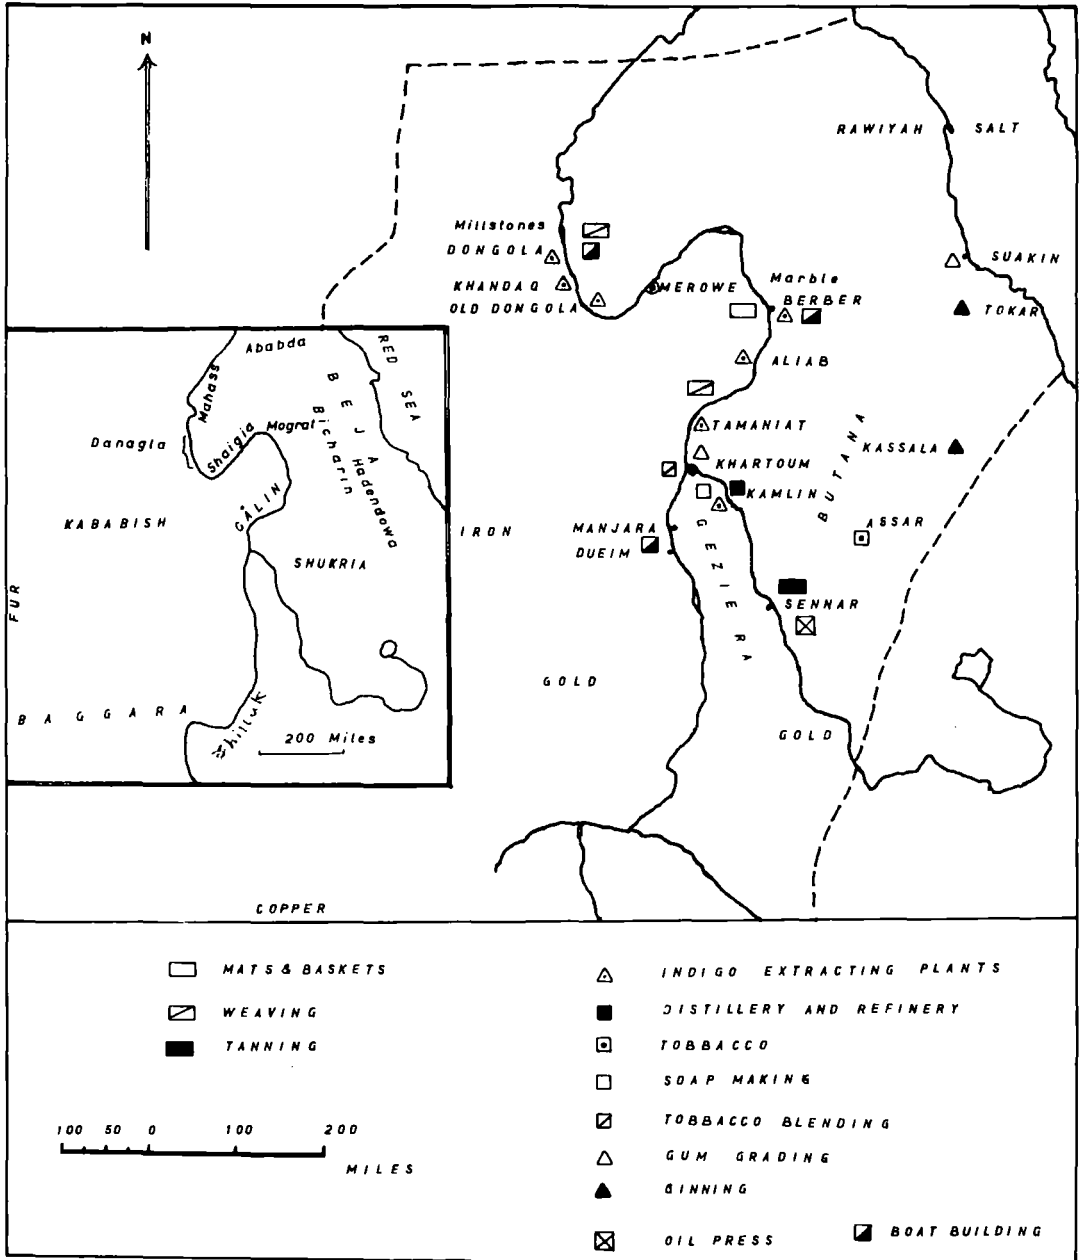 N
RAWIYAH SALT
Millstones
DONGOLA
SUAKIN
KHANDAQ
MEROWE
Marble
OLD DONGOLA
BERBER
TOKAR
ALIAB
TAMANIAT
KASSALA
BUTANA
KHARTOUM
KAMLIN
MANJARA
ASSAR
DUEIM
GEZIERA
IRON
SENNAR
GOLD
GOLD
COPPER
Ababda
RED SEA
Mahass
BEJA
Mograt
Danagla
Shaigia
Bicharin
Hadendowa
GÀLIN
KABABISH
SHUKRIA
FUR
BAGGARA
Shilluk
200 Miles
MATS & BASKETS
WEAVING
TANNING
100 50 0 100 200
MILES
INDIGO EXTRACTING PLANTS
DISTILLERY AND REFINERY
TOBBACCO
SOAP MAKING
TOBBACCO BLENDING
GUM GRADING
GINNING
OIL PRESS
BOAT BUILDING